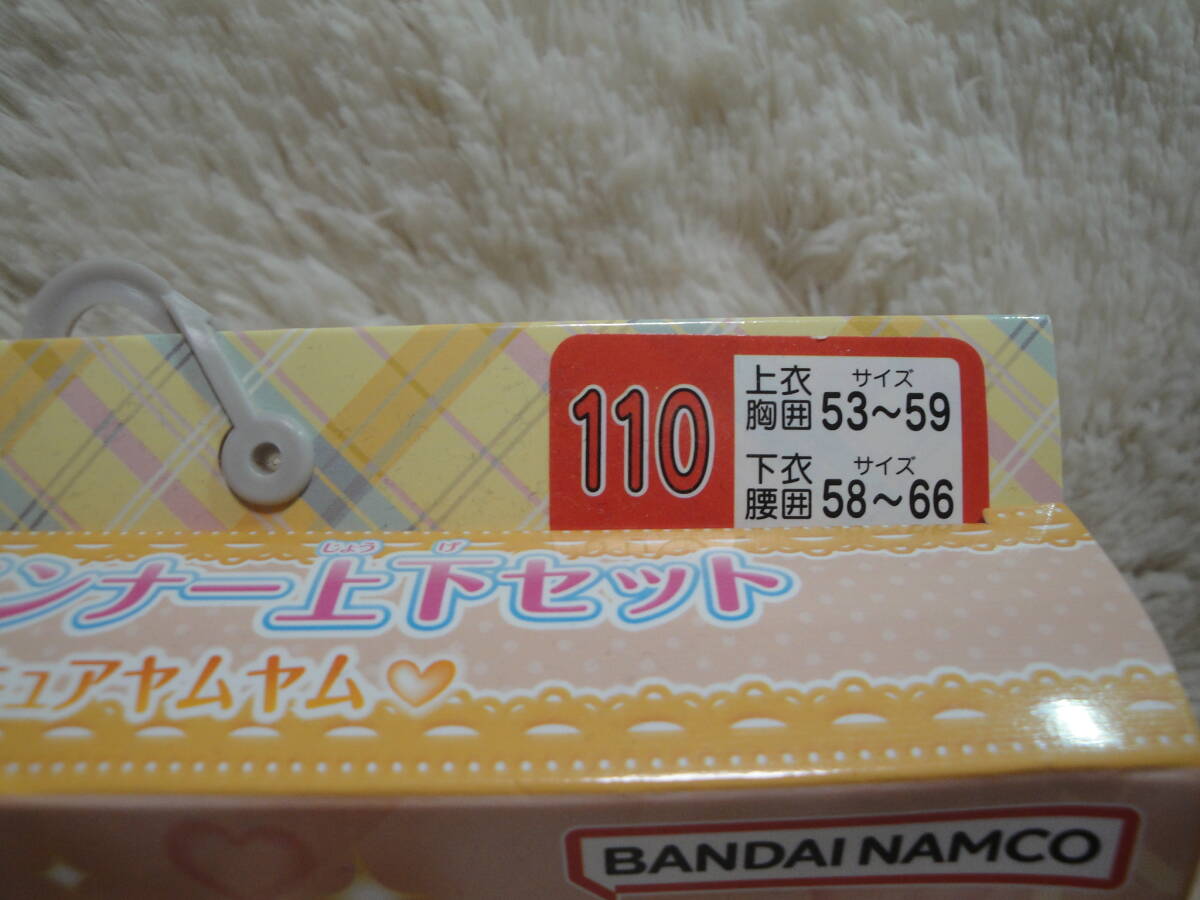 110
上衣 サイズ
胸囲 53～59
下衣 サイズ
腰囲 58～66
じょう げ
インナー上下セット
キュアヤムヤム♡
BANDAI NAMCO